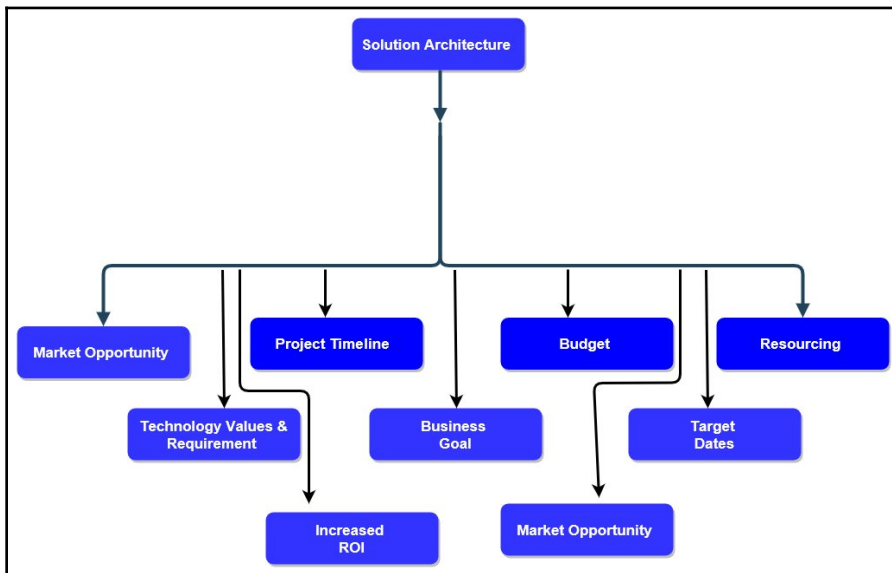 Solution Architecture
Market Opportunity
Project Timeline
Budget
Resourcing
Technology Values &
Requirement
Business
Goal
Target
Dates
Increased
ROI
Market Opportunity